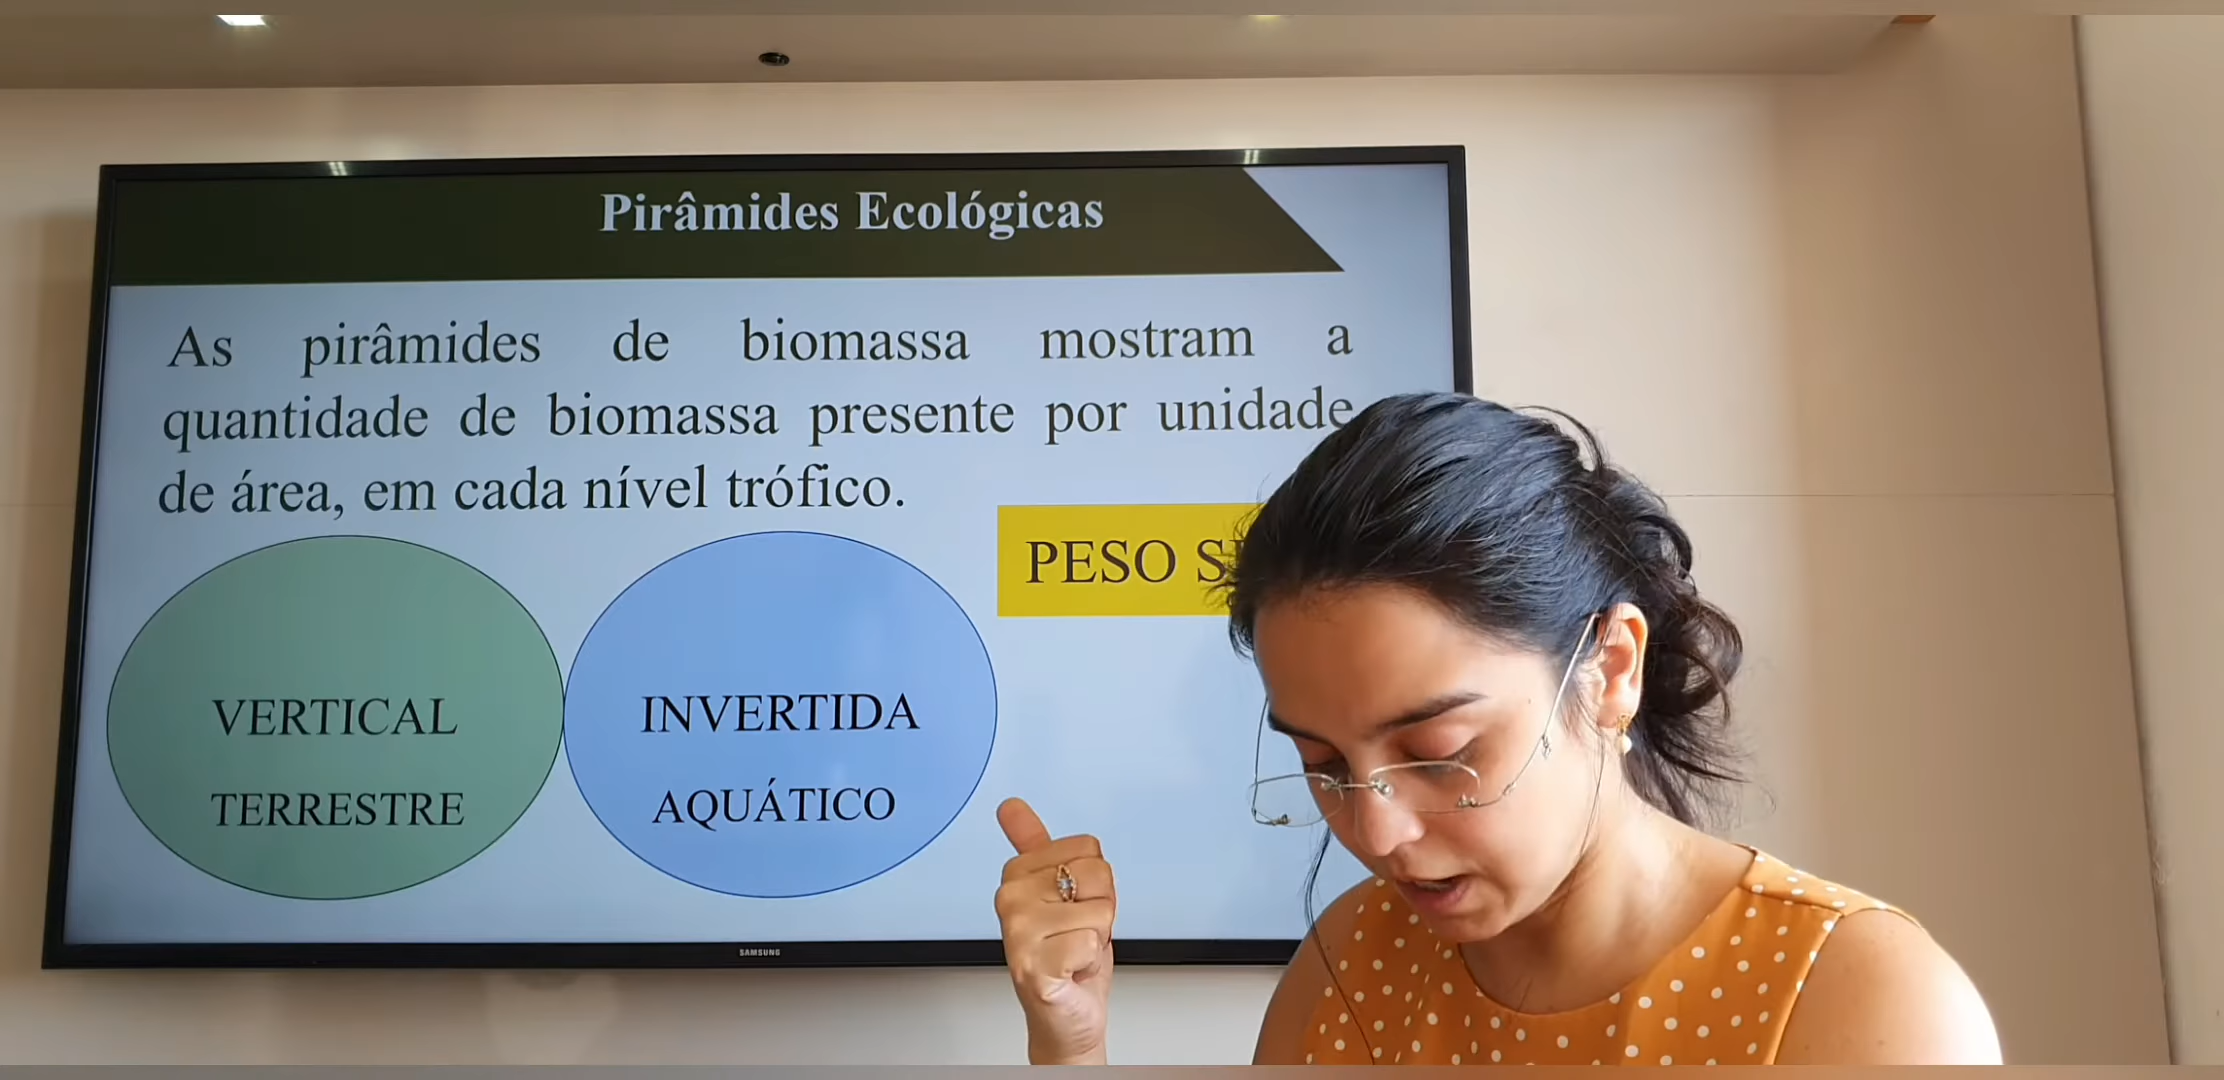 Pirâmides Ecológicas
As pirâmides de biomassa mostram a
quantidade de biomassa presente por unidade
de área, em cada nível trófico.
PESO
VERTICAL
TERRESTRE
INVERTIDA
AQUÁTICO
SAMSUNG